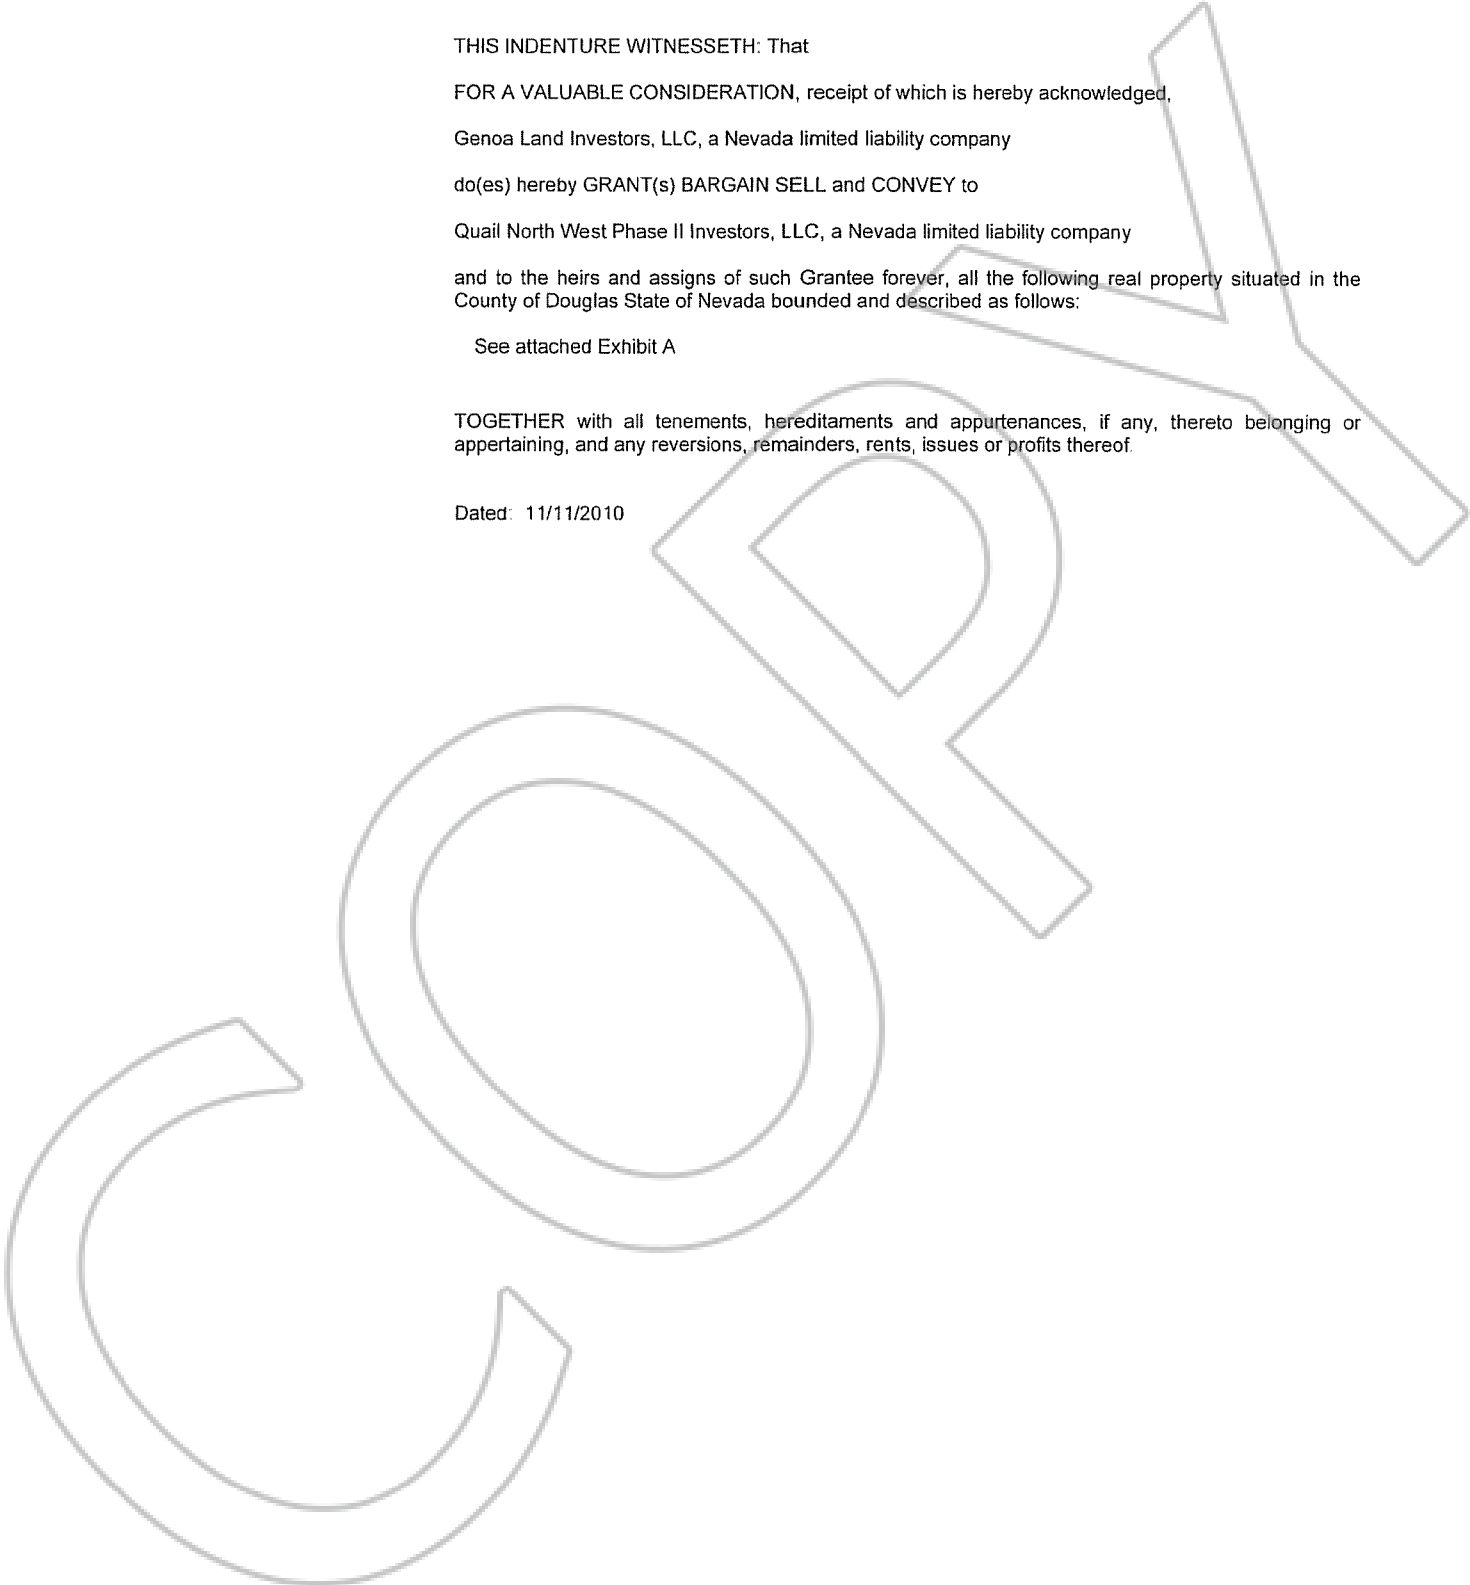 THIS INDENTURE WITNESSETH: That
FOR A VALUABLE CONSIDERATION, receipt of which is hereby acknowledged,
Genoa Land Investors, LLC, a Nevada limited liability company
do(es) hereby GRANT(s) BARGAIN SELL and CONVEY to
Quail North West Phase II Investors, LLC, a Nevada limited liability company
and to the heirs and assigns of such Grantee forever, all the following real property situated in the
County of Douglas State of Nevada bounded and described as follows:
See attached Exhibit A
TOGETHER with all tenements, hereditaments and appurtenances, if any, thereto belonging or
appertaining, and any reversions, remainders, rents, issues or profits thereof.
Dated: 11/11/2010
COPY